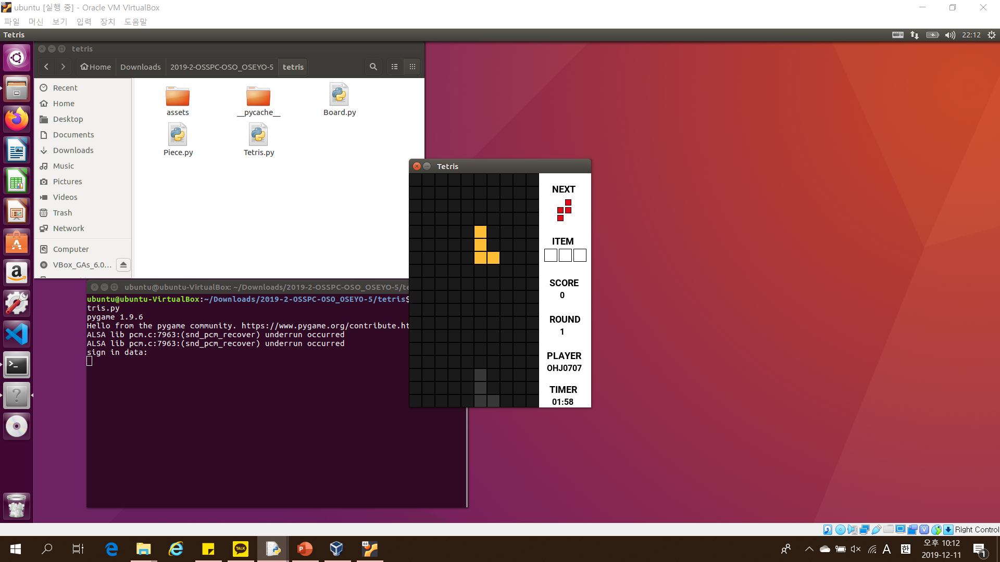 ubuntu [실행 중] - Oracle VM VirtualBox
파일 머신 보기 입력 장치 도움말
Tetris
22:12
tetris
Home Downloads 2019-2-OSSPC-OSO_OSEYO-5 tetris
Recent
Home
Desktop
Documents
Downloads
Music
Pictures
Videos
Trash
Network
Computer
VBox_GAs_6.0...
assets
__pycache__
Board.py
Piece.py
Tetris.py
ubuntu@ubuntu-VirtualBox: ~/Downloads/2019-2-OSSPC-OSO_OSEYO-5/te
ubuntu@ubuntu-VirtualBox:~/Downloads/2019-2-OSSPC-OSO_OSEYO-5/tetris$
tris.py
pygame 1.9.6
Hello from the pygame community. https://www.pygame.org/contribute.ht
ALSA lib pcm.c:7963:(snd_pcm_recover) underrun occurred
ALSA lib pcm.c:7963:(snd_pcm_recover) underrun occurred
sign in data:
Tetris
NEXT
ITEM
SCORE
0
ROUND
1
PLAYER
OHJ0707
TIMER
01:58
Right Control
TALK
64
A
한
오후 10:12
2019-12-11
1